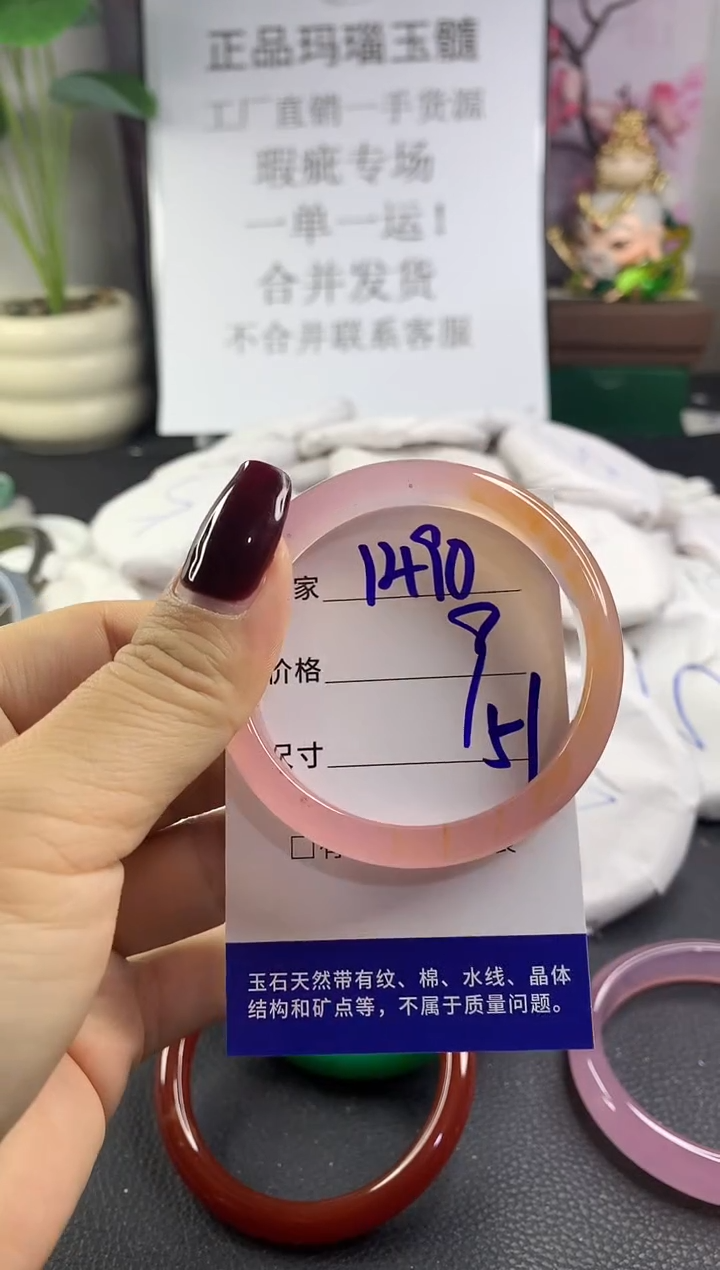 正品玛瑙玉髓
工厂直销一手货源
瑕疵专场
一单一运！
合并发货
不合并联系客服
家 1490
价格 9
尺寸 51
玉石天然带有纹、棉、水线、晶体
结构和矿点等，不属于质量问题。